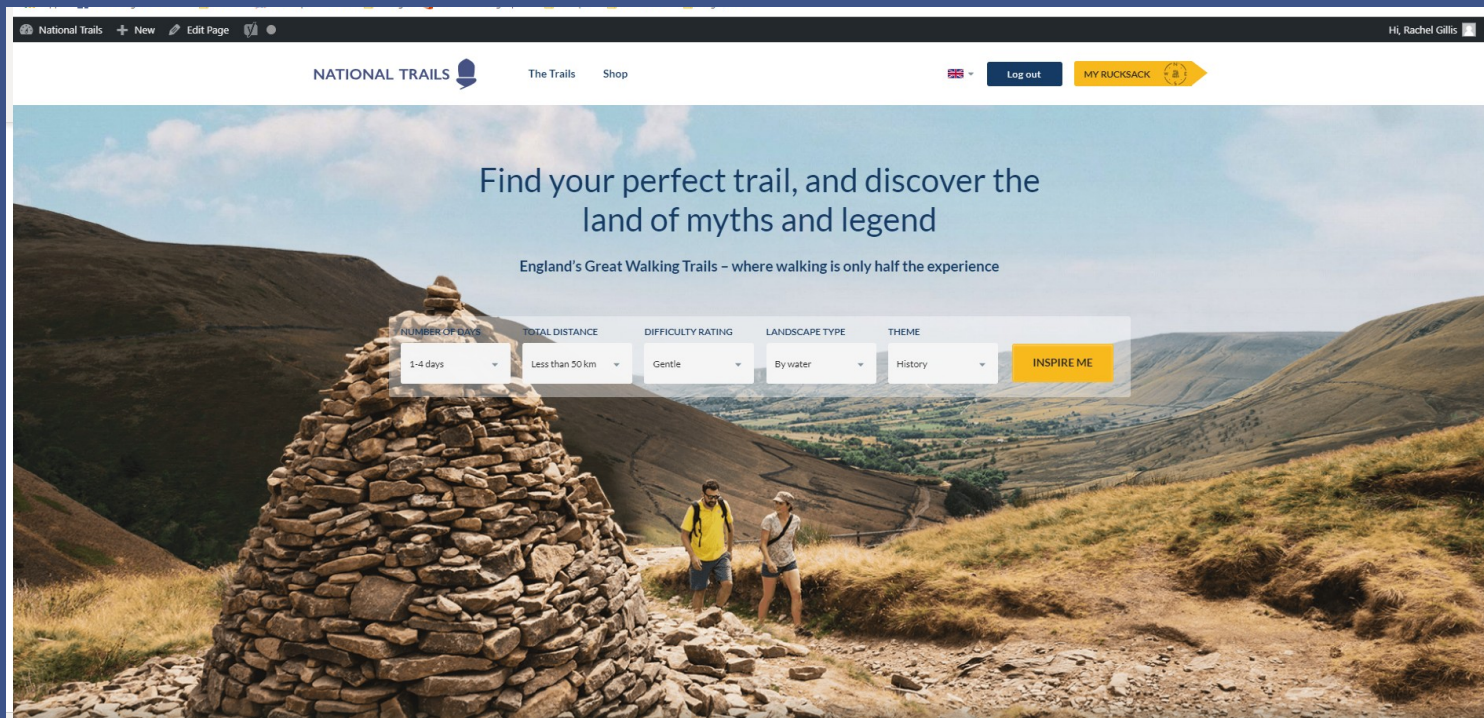 National Trails New Edit Page Hi, Rachel Gillis
NATIONAL TRAILS The Trails Shop Log out MY RUCKSACK
Find your perfect trail, and discover the
land of myths and legend
England's Great Walking Trails – where walking is only half the experience
NUMBER OF DAYS TOTAL DISTANCE DIFFICULTY RATING LANDSCAPE TYPE THEME
1-4 days Less than 50 km Gentle By water History INSPIRE ME